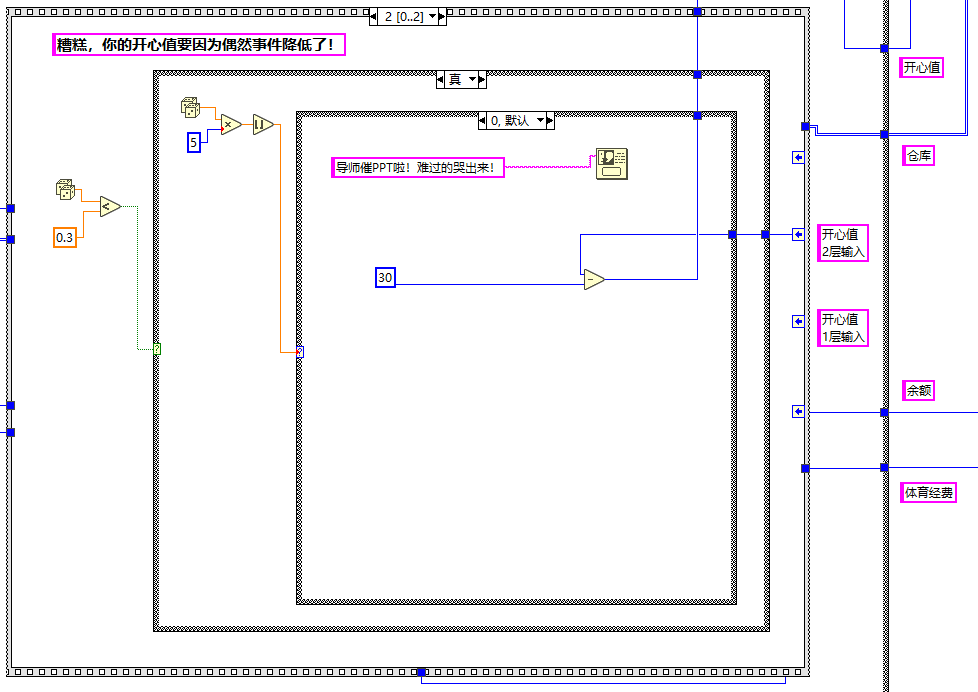 2 [0..2]
糟糕，你的开心值要因为偶然事件降低了！
真
开心值
5
0, 默认
导师催PPT啦！难过的哭出来！
仓库
0.3
开心值
2层输入
30
开心值
1层输入
余额
体育经费